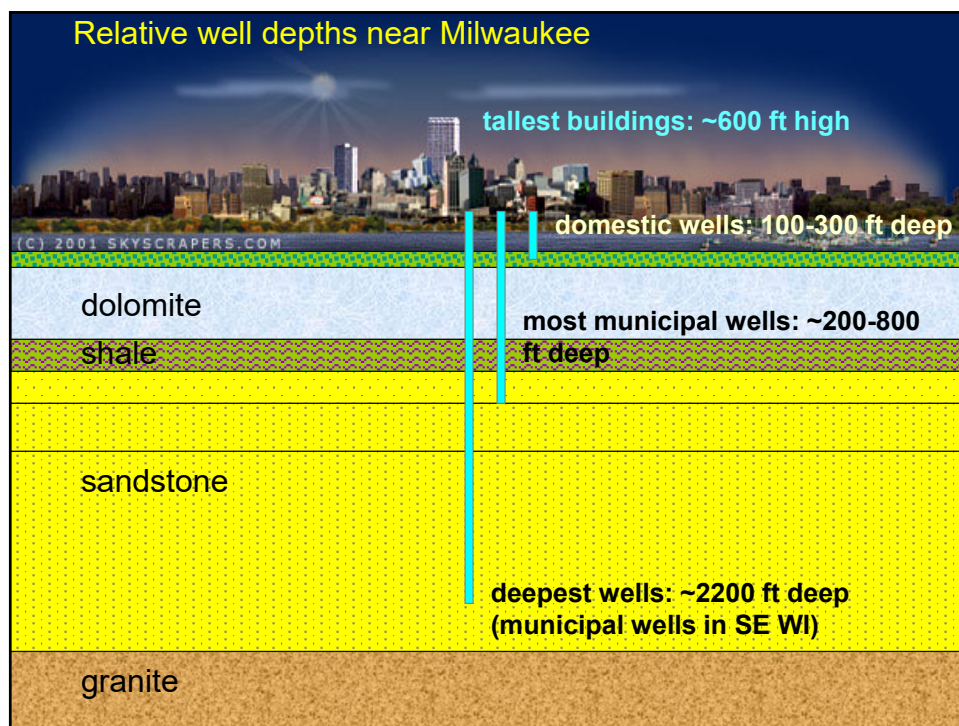 Relative well depths near Milwaukee
tallest buildings: ~600 ft high
domestic wells: 100-300 ft deep
(C) 2001 SKYSCRAPERS.COM
dolomite
most municipal wells: ~200-800
ft deep
shale
sandstone
deepest wells: ~2200 ft deep
(municipal wells in SE WI)
granite